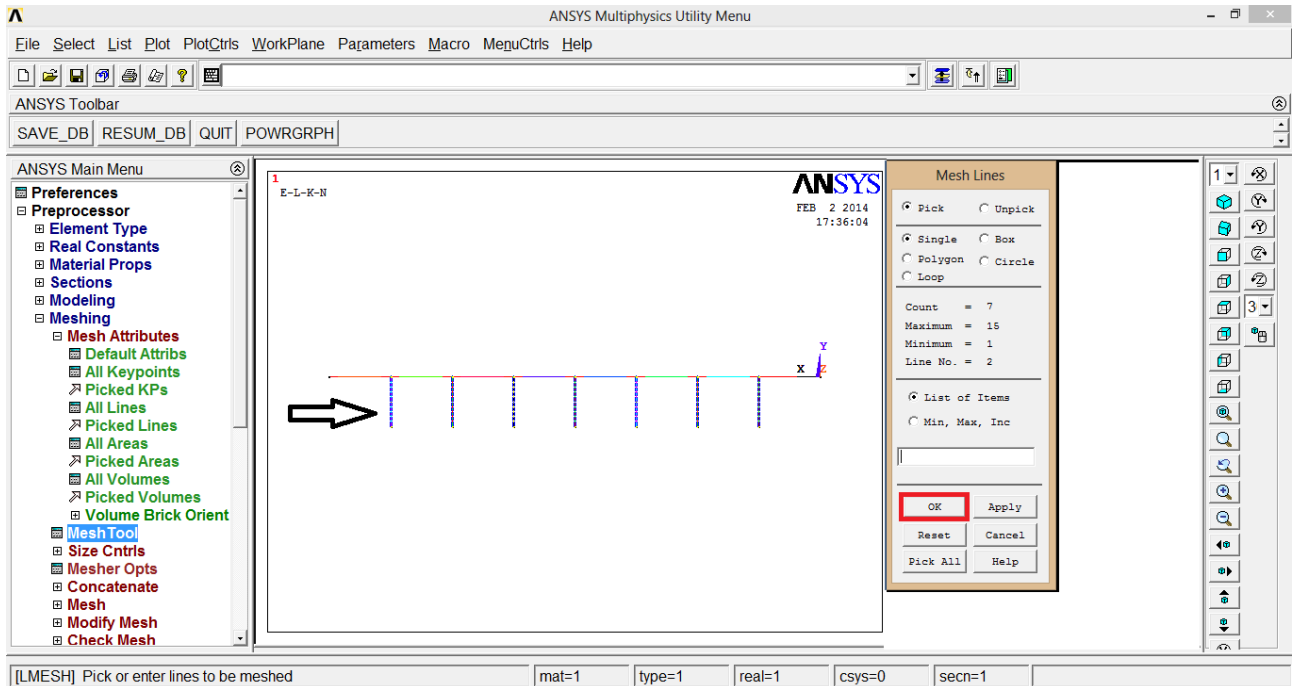 ANSYS Multiphysics Utility Menu
File Select List Plot PlotCtrls WorkPlane Parameters Macro MenuCtrls Help
ANSYS Toolbar
SAVE_DB RESUM_DB QUIT POWRGRPH
ANSYS Main Menu
Preferences
Preprocessor
Element Type
Real Constants
Material Props
Sections
Modeling
Meshing
Mesh Attributes
Default Attribs
All Keypoints
Picked KPs
All Lines
Picked Lines
All Areas
Picked Areas
All Volumes
Picked Volumes
Volume Brick Orient
MeshTool
Size Cntrls
Mesher Opts
Concatenate
Mesh
Modify Mesh
Check Mesh
1
E-L-K-N
ANSYS
FEB 2 2014
17:36:04
Y
X Z
Mesh Lines
Pick Unpick
Single Box
Polygon Circle
Loop
Count = 7
Maximum = 15
Minimum = 1
Line No. = 2
List of Items
Min, Max, Inc
OK Apply
Reset Cancel
Pick All Help
1
3
[LMESH] Pick or enter lines to be meshed
mat=1 type=1 real=1 csys=0 secn=1